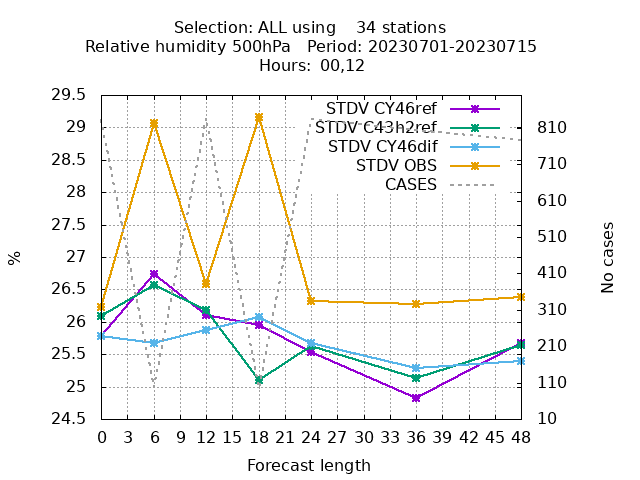 Selection: ALL using    34 stations
Relative humidity 500hPa   Period: 20230701-20230715
Hours: 00,12
STDV CY46ref
STDV C43h2ref
STDV CY46dif
STDV OBS
CASES
29.5
29
28.5
28
27.5
27
26.5
26
25.5
25
24.5
%
810
710
610
510
410
310
210
110
10
No cases
0 3 6 9 12 15 18 21 24 27 30 33 36 39 42 45 48
Forecast length